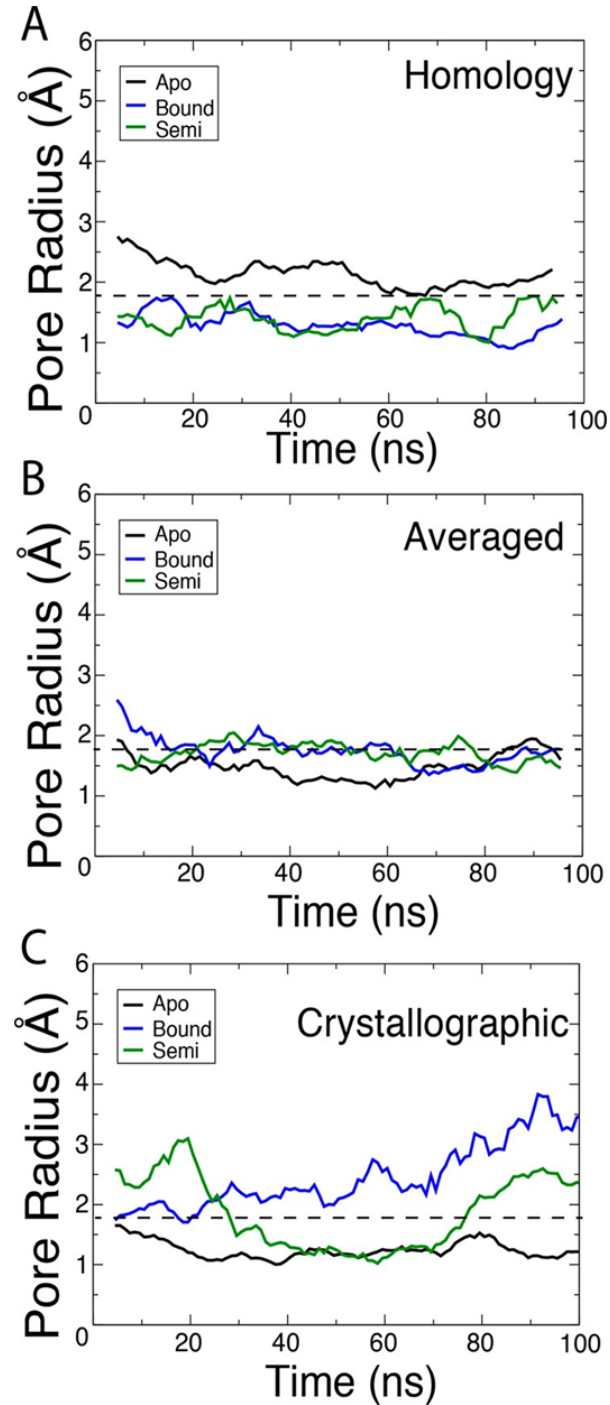 A
Homology
Apo
Bound
Semi
Pore Radius (Å)
6
5
4
3
2
1
0
0 20 40 60 80 100
Time (ns)
B
Averaged
Apo
Bound
Semi
Pore Radius (Å)
6
5
4
3
2
1
0
20 40 60 80 100
Time (ns)
C
Crystallographic
Apo
Bound
Semi
Pore Radius (Å)
6
5
4
3
2
1
0
0 20 40 60 80 100
Time (ns)